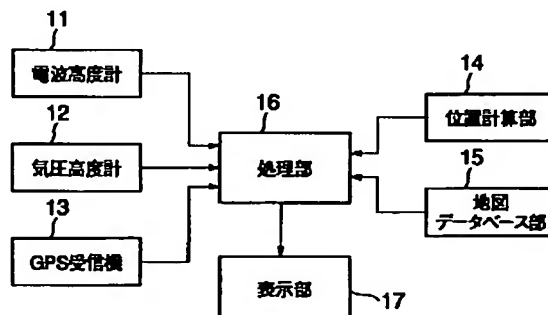 11
電波高度計
12
気圧高度計
13
GPS受信機
16
処理部
14
位置計算部
15
地図
データベース部
表示部
17